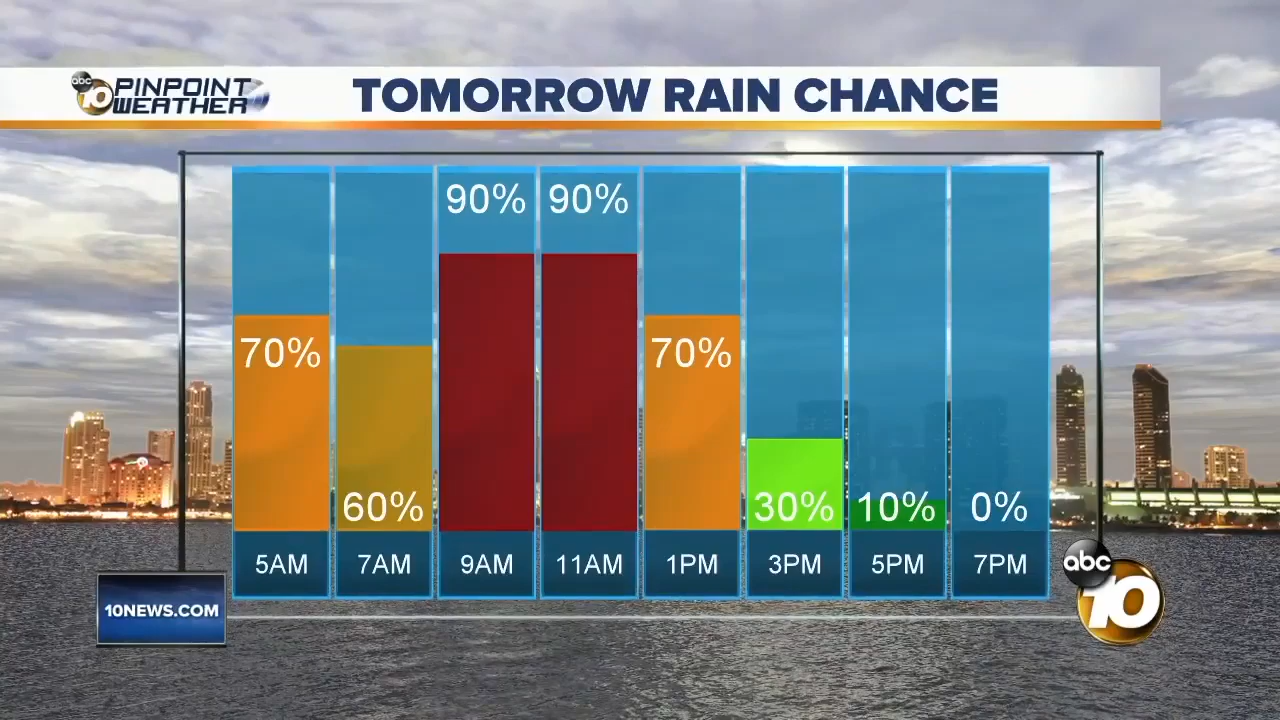 abc 10 PINPOINT WEATHER
TOMORROW RAIN CHANCE
90% 90%
70% 70%
60% 30% 10% 0%
5AM 7AM 9AM 11AM 1PM 3PM 5PM 7PM
10NEWS.COM
abc 10